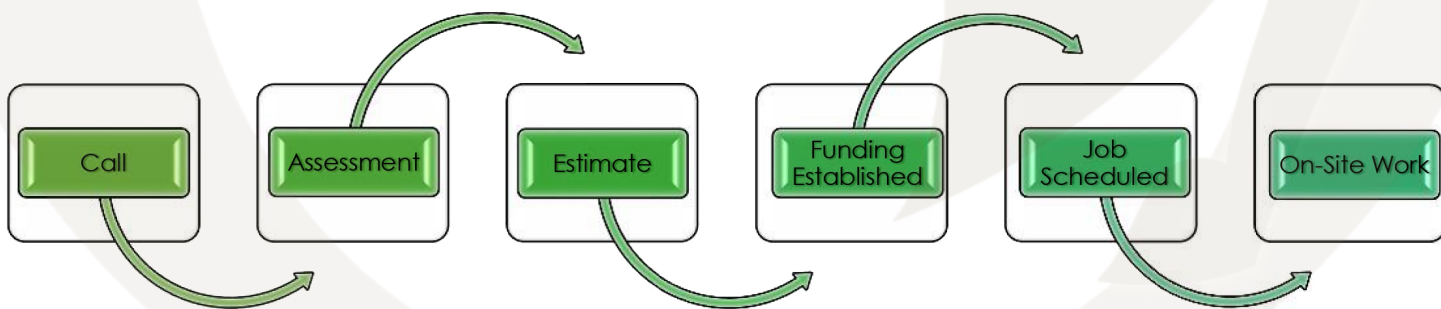 Call
Assessment
Estimate
Funding
Established
Job
Scheduled
On-Site Work